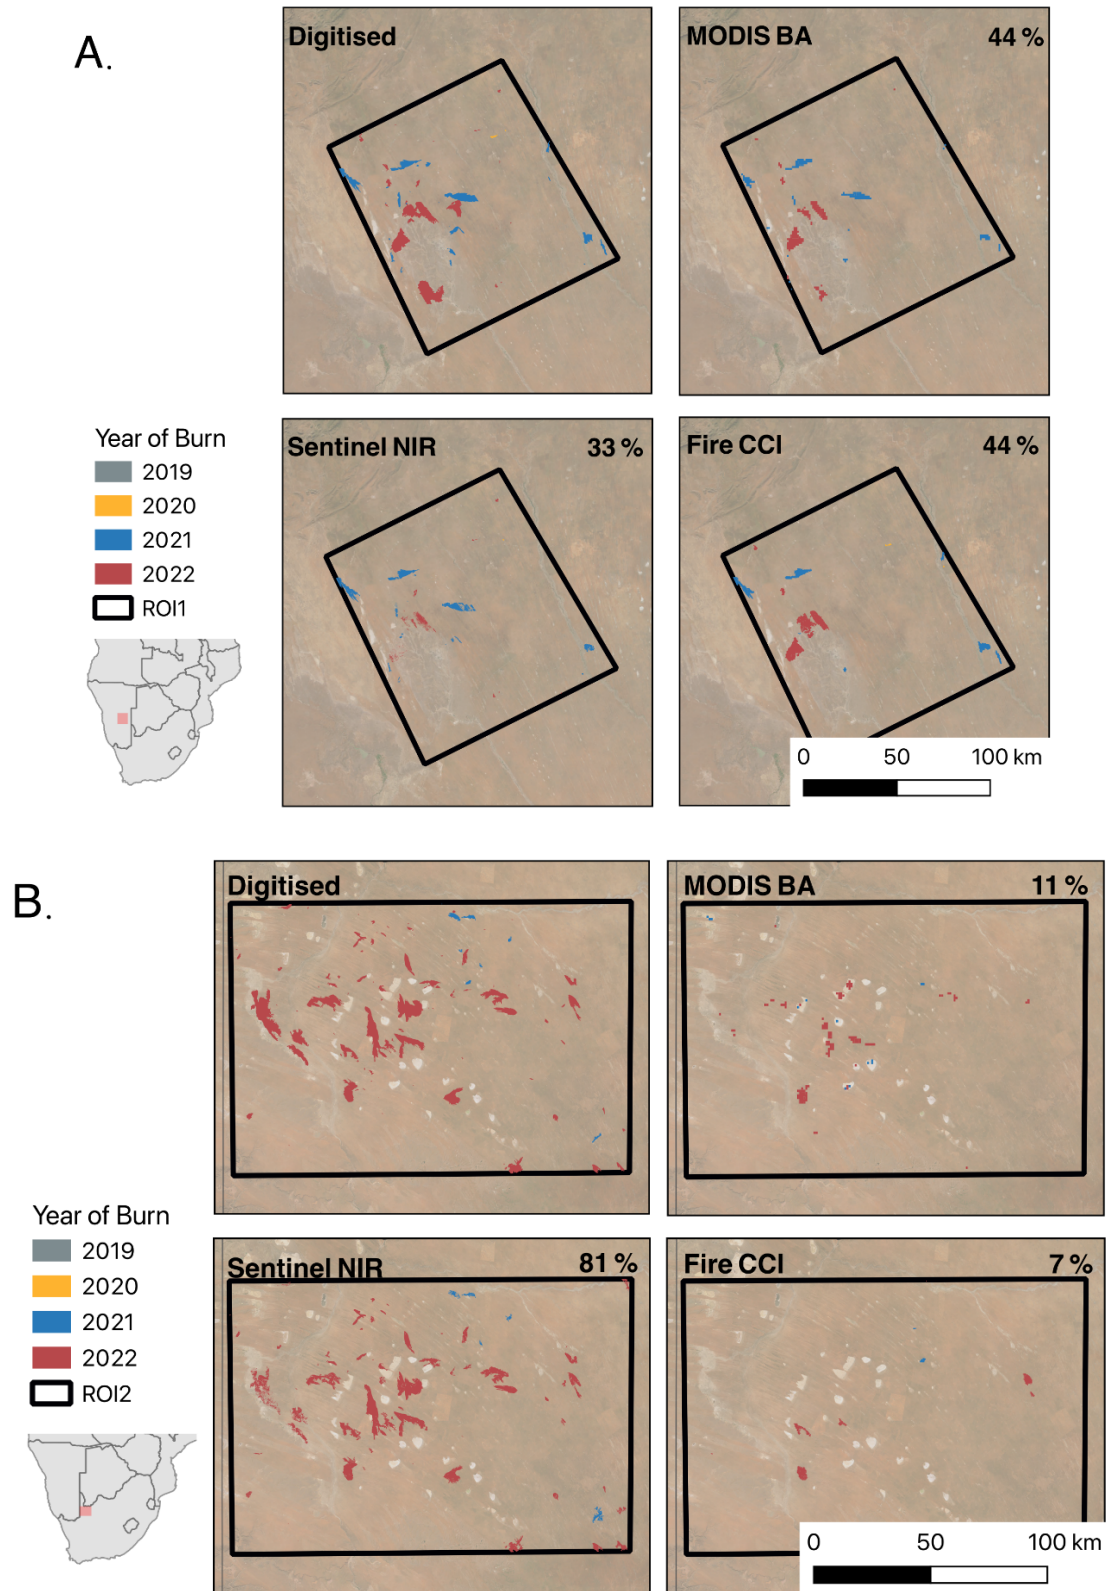 A.
Digitised
MODIS BA 44 %
Sentinel NIR 33 %
Fire CCI 44 %
Year of Burn
2019
2020
2021
2022
ROI1
0 50 100 km
B.
Digitised
MODIS BA 11 %
Year of Burn
2019
2020
2021
2022
ROI2
Sentinel NIR 81 %
Fire CCI 7 %
0 50 100 km